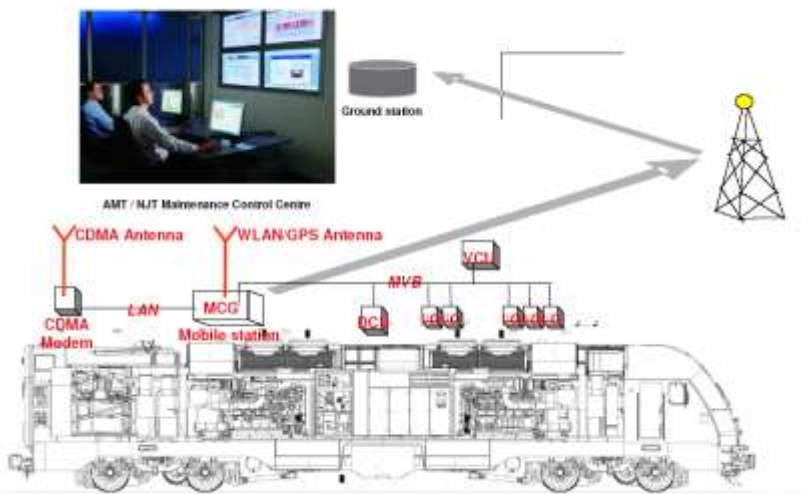 Ground station
AMT / NJT Maintenance Control Centre
CDMA Antenna
WLAN/GPS Antenna
VCU
MVB
LAN
MCG
CDMA
Modem
Mobile station